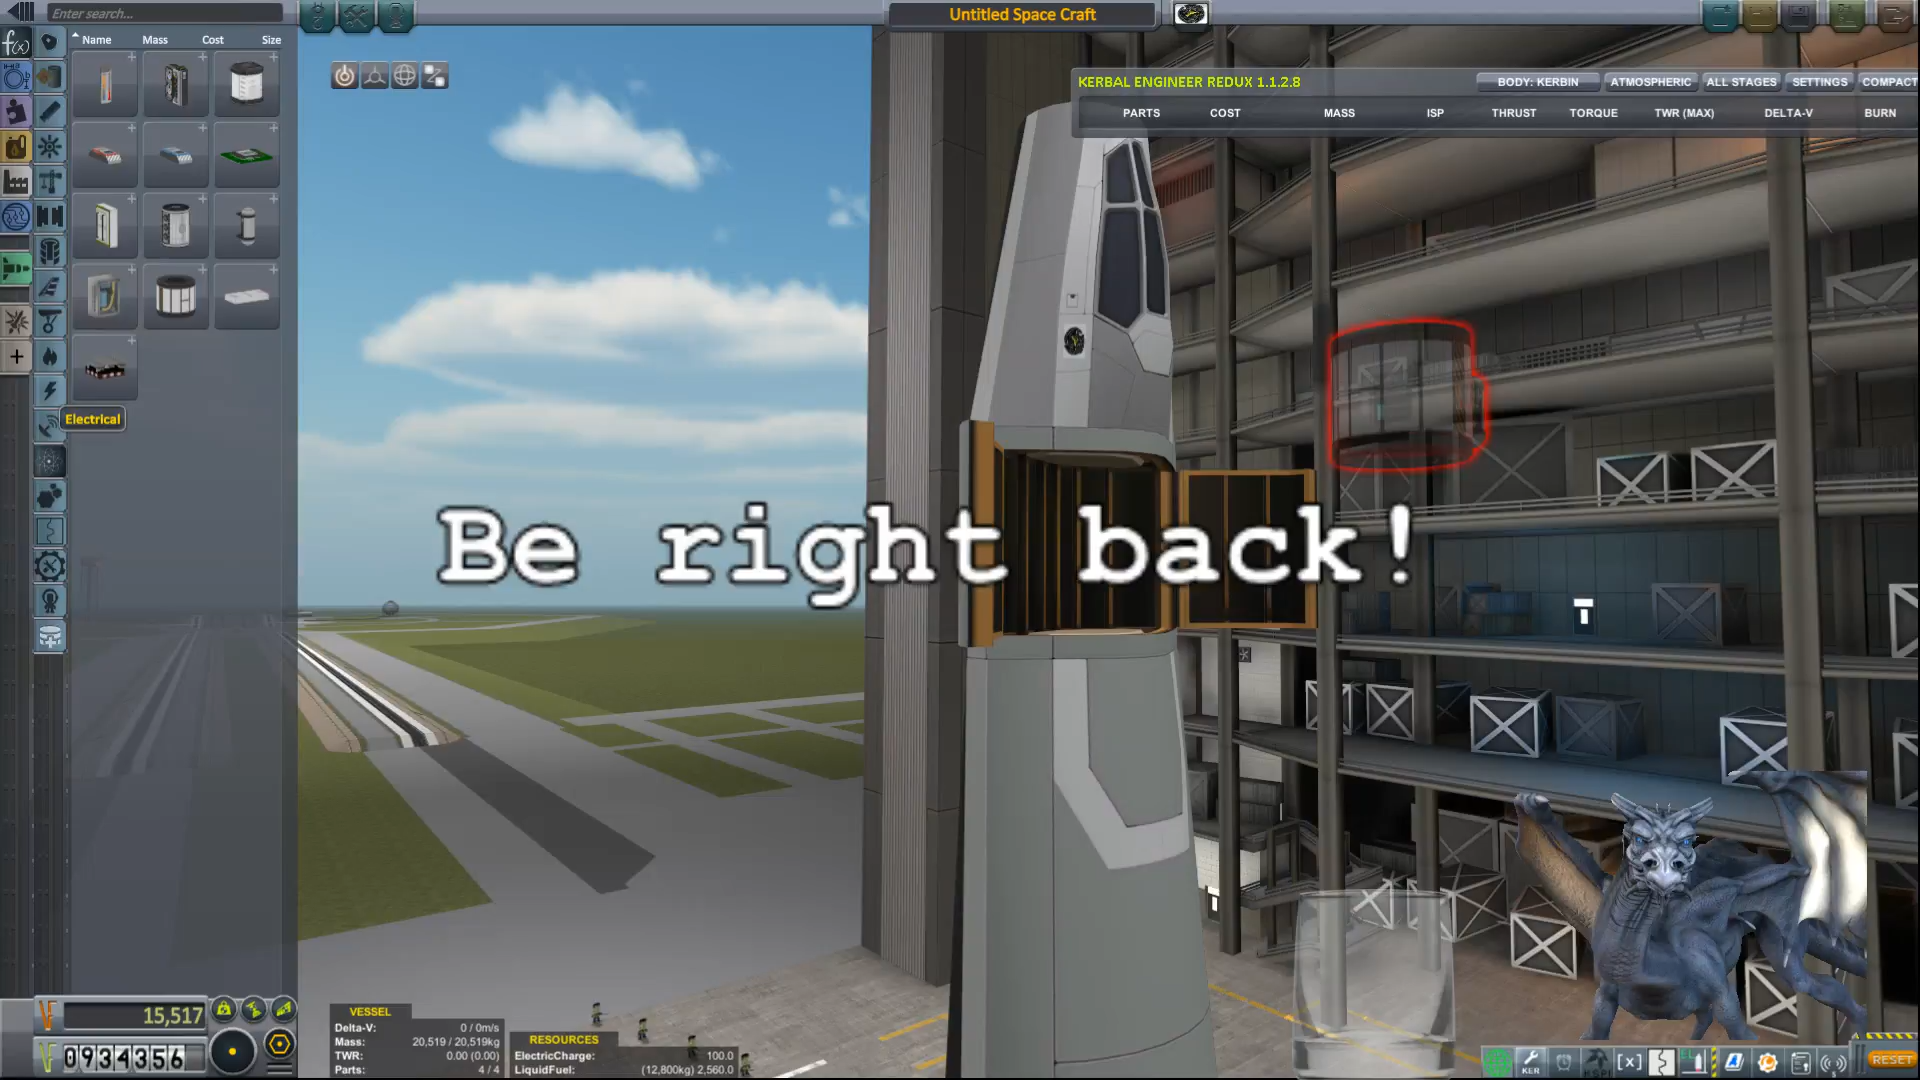 Enter search...
Untitled Space Craft
Name Mass Cost Size
f(x)
KERBAL ENGINEER REDUX 1.1.2.8
BODY: KERBIN ATMOSPHERIC ALL STAGES SETTINGS COMPACT
PARTS COST MASS ISP THRUST TORQUE TWR (MAX) DELTA-V BURN
Electrical
Be right back!
15,517
0934356
VESSEL
Delta-V: 0 / 0m/s
Mass: 20,519 / 20,519kg
TWR: 0.00 (0.00)
Parts: 4 / 4
RESOURCES
ElectricCharge: 100.0
LiquidFuel: (12,800kg) 2,560.0
KER
KSPI
[x]
EL
RESET